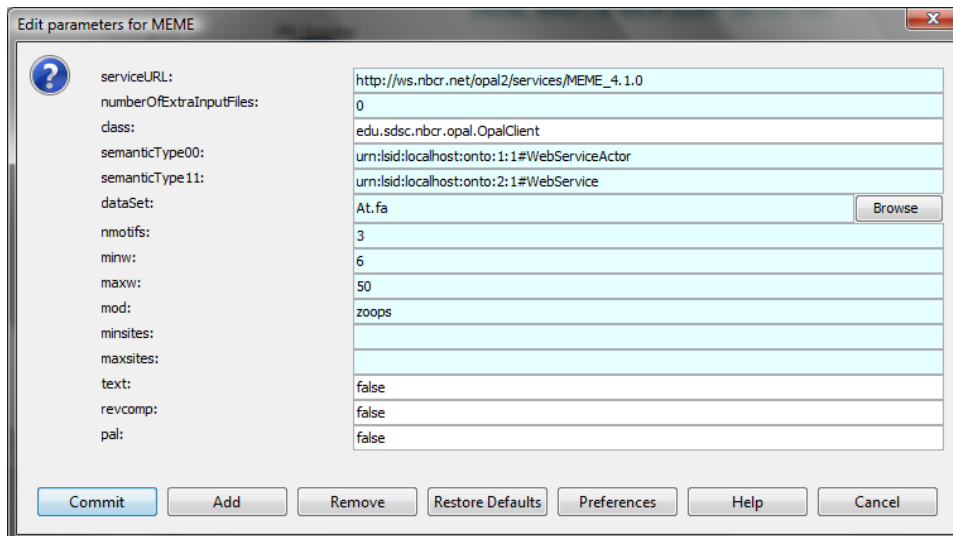 Edit parameters for MEME
serviceURL: http://ws.nbcr.net/opal2/services/MEME_4.1.0
numberOfExtraInputFiles: 0
class: edu.sdsc.nbcr.opal.OpalClient
semanticType00: urn:lsid:localhost:onto:1:1#WebServiceActor
semanticType11: urn:lsid:localhost:onto:2:1#WebService
dataSet: At.fa Browse
nmotifs: 3
minw: 6
maxw: 50
mod: zoops
minsites:
maxsites:
text: false
revcomp: false
pal: false
Commit Add Remove Restore Defaults Preferences Help Cancel